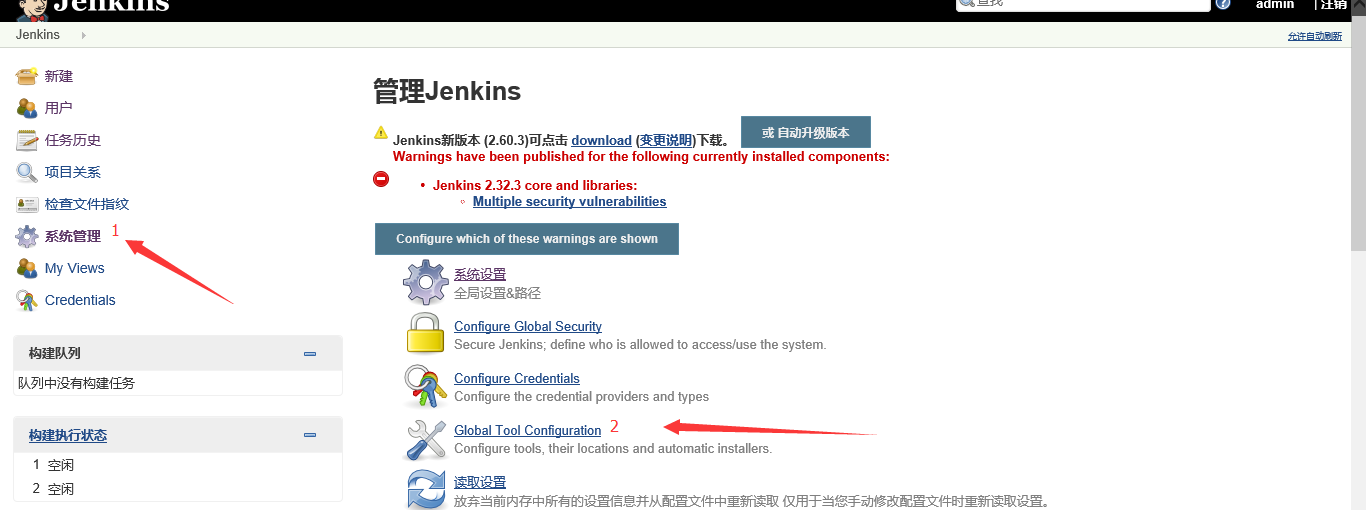 Jenkins
查找
admin
| 注销
Jenkins
允许自动刷新
新建
用户
任务历史
项目关系
检查文件指纹
系统管理 1
My Views
Credentials
构建队列
队列中没有构建任务
构建执行状态
1 空闲
2 空闲
管理Jenkins
Jenkins新版本 (2.60.3)可点击 download (变更说明)下载。 或 自动升级版本
Warnings have been published for the following currently installed components:
• Jenkins 2.32.3 core and libraries:
◦ Multiple security vulnerabilities
Configure which of these warnings are shown
系统设置
全局设置&路径
Configure Global Security
Secure Jenkins; define who is allowed to access/use the system.
Configure Credentials
Configure the credential providers and types
Global Tool Configuration 2
Configure tools, their locations and automatic installers.
读取设置
放弃当前内存中所有的设置信息并从配置文件中重新读取 仅用于当您手动修改配置文件时重新读取设置。